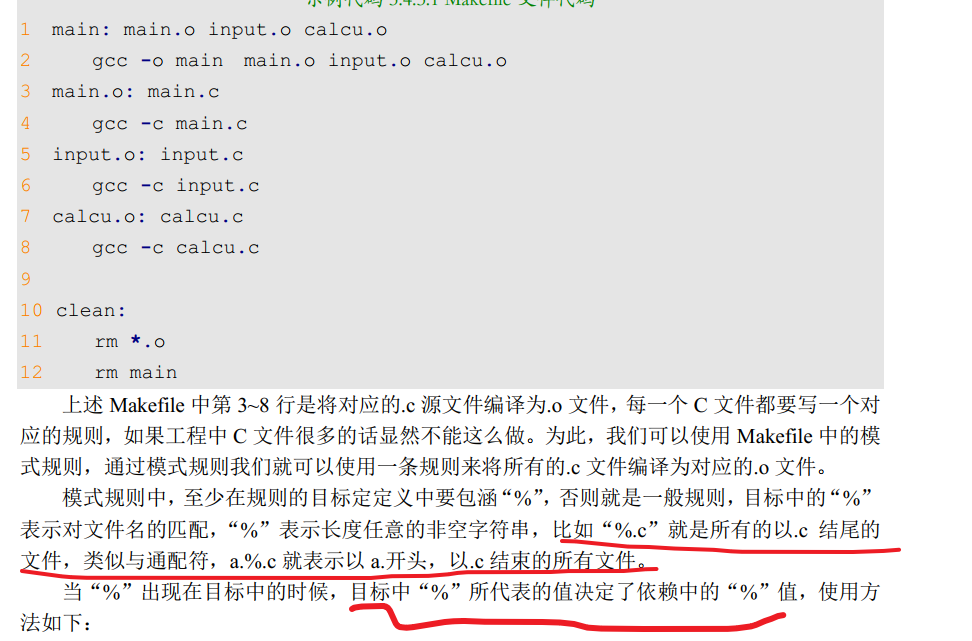 示例代码 3.4.3.1 Makefile 文件代码
1 main: main.o input.o calcu.o
2 gcc -o main main.o input.o calcu.o
3 main.o: main.c
4 gcc -c main.c
5 input.o: input.c
6 gcc -c input.c
7 calcu.o: calcu.c
8 gcc -c calcu.c
9
10 clean:
11 rm *.o
12 rm main
上述 Makefile 中第 3~8 行是将对应的.c 源文件编译为.o 文件，每一个 C 文件都要写一个对
应的规则，如果工程中 C 文件很多的话显然不能这么做。为此，我们可以使用 Makefile 中的模
式规则，通过模式规则我们就可以使用一条规则来将所有的.c 文件编译为对应的.o 文件。
模式规则中，至少在规则的目标定定义中要包涵“%”，否则就是一般规则，目标中的“%”
表示对文件名的匹配，“%”表示长度任意的非空字符串，比如“%.c”就是所有的以.c 结尾的
文件，类似与通配符，a.%.c 就表示以 a.开头，以.c 结束的所有文件。
当“%”出现在目标中的时候，目标中“%”所代表的值决定了依赖中的“%”值，使用方
法如下：